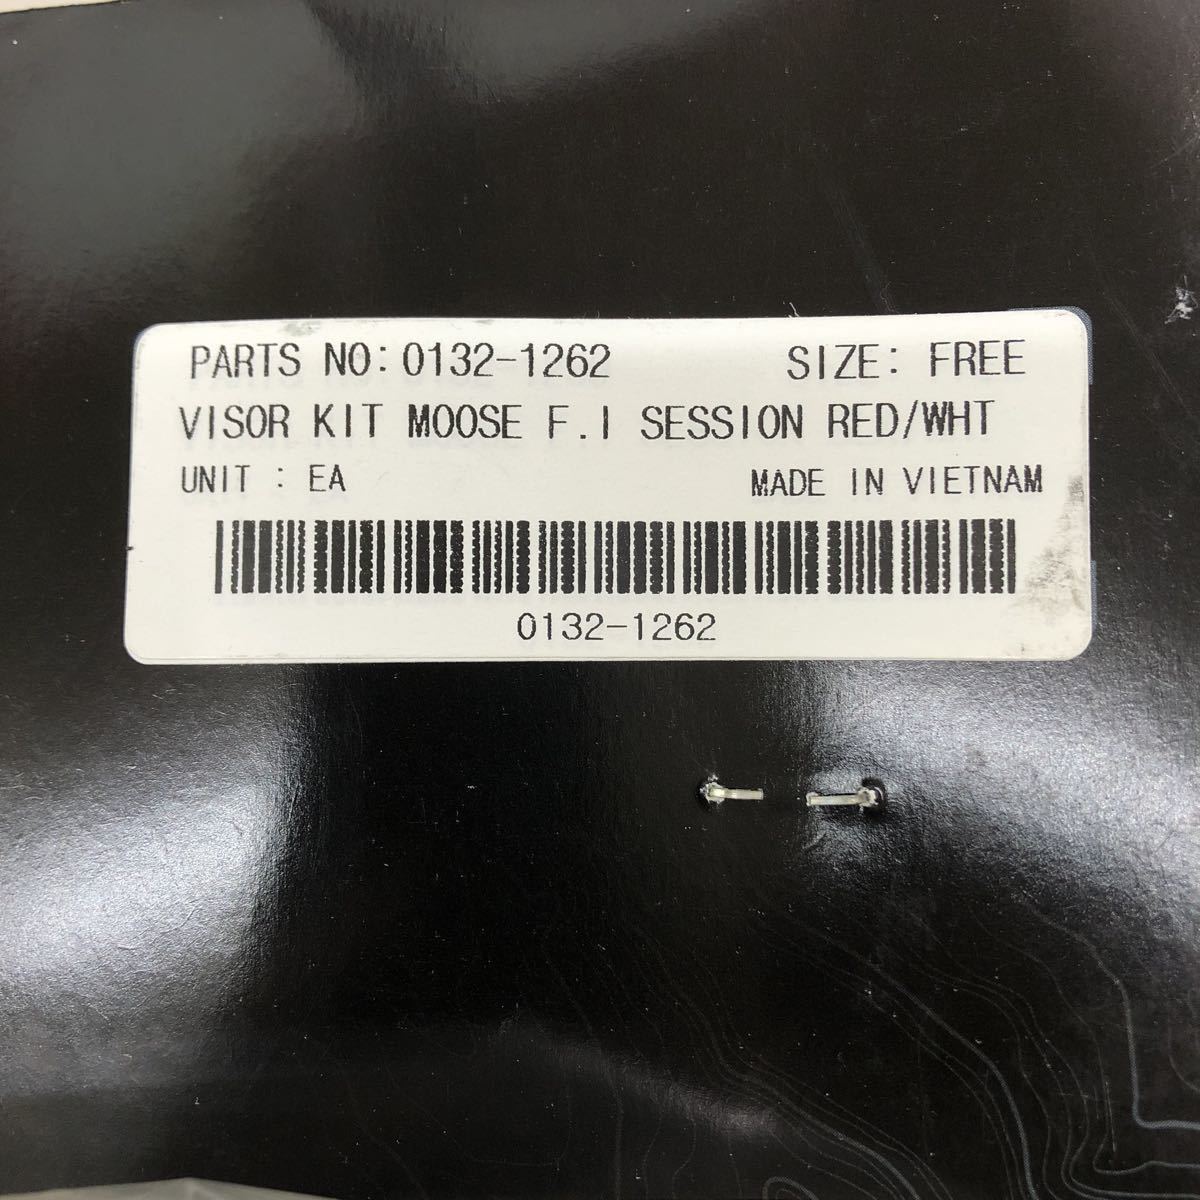 PARTS NO: 0132-1262 SIZE: FREE
VISOR KIT MOOSE F.I SESSION RED/WHT
UNIT : EA MADE IN VIETNAM
0132-1262